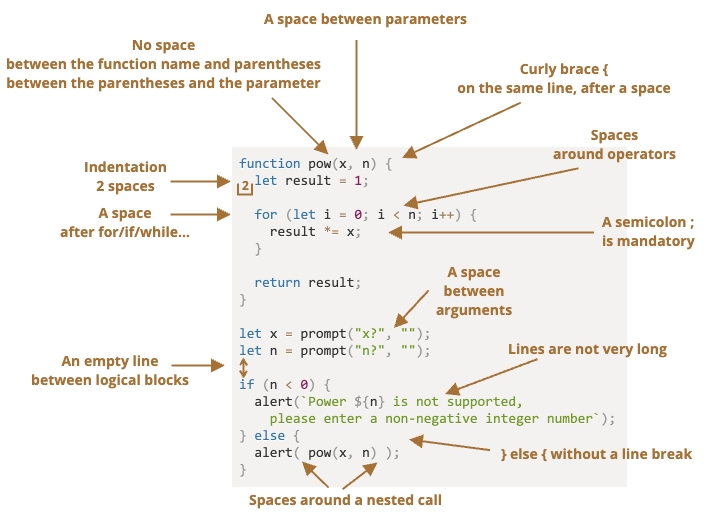 A space between parameters
No space
between the function name and parentheses
between the parentheses and the parameter
Curly brace {
on the same line, after a space
Spaces
around operators
Indentation
2 spaces
A space
after for/if/while...
A semicolon ;
is mandatory
function pow(x, n) {
2
let result = 1;
for (let i = 0; i < n; i++) {
result *= x;
}
return result;
}
A space
between
arguments
let x = prompt("x?", "");
let n = prompt("n?", "");
An empty line
between logical blocks
Lines are not very long
if (n < 0) {
alert(`Power ${n} is not supported,
please enter a non-negative integer number`);
} else {
alert( pow(x, n) );
}
} else { without a line break
Spaces around a nested call